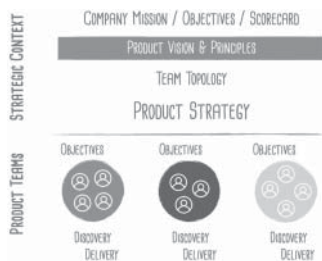 STRATEGIC CONTEXT
COMPANY MISSION / OBJECTIVES / SCORECARD
PRODUCT VISION & PRINCIPLES
TEAM TOPOLOGY
PRODUCT STRATEGY
PRODUCT TEAMS
OBJECTIVES
OBJECTIVES
OBJECTIVES
DISCOVERY
DELIVERY
DISCOVERY
DELIVERY
DISCOVERY
DELIVERY